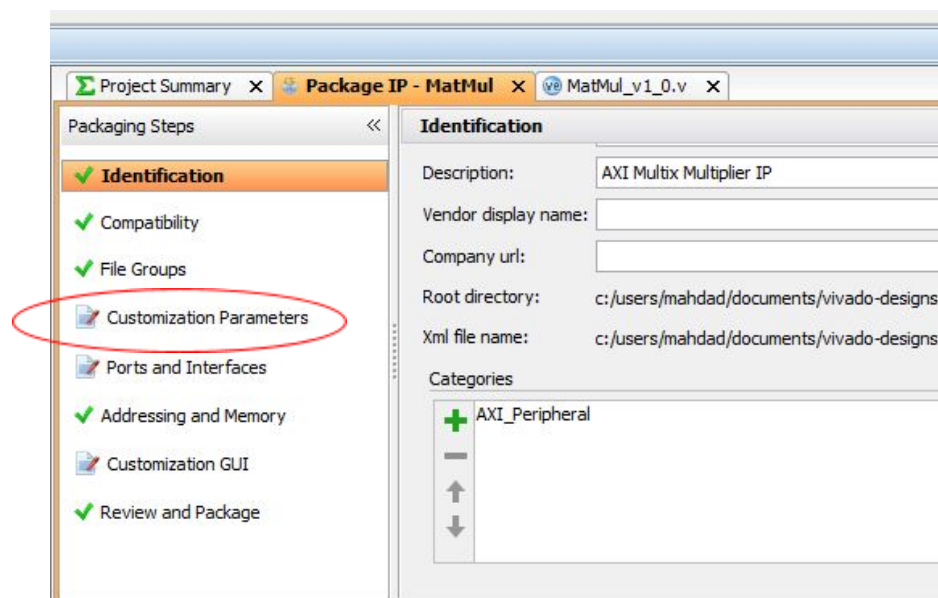 Project Summary X Package IP - MatMul X MatMul_v1_0.v X
Packaging Steps
Identification
Compatibility
File Groups
Customization Parameters
Ports and Interfaces
Addressing and Memory
Customization GUI
Review and Package
Identification
Description: AXI Multix Multiplier IP
Vendor display name:
Company url:
Root directory: c:/users/mahdad/documents/vivado-designs
Xml file name: c:/users/mahdad/documents/vivado-designs
Categories
AXI_Peripheral